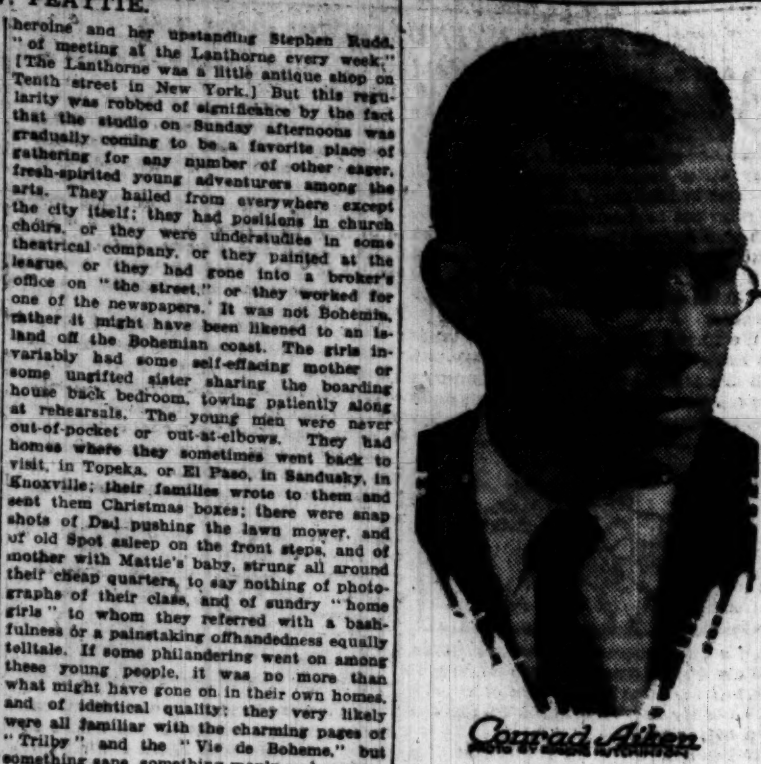 . PEATTIE.
heroine and her upstanding Stephen Rudd,
"of meeting at the Lanthorne every week."
[The Lanthorne was a little antique shop on
Tenth street in New York.] But this regu-
larity was robbed of significance by the fact
that the studio on Sunday afternoons was
gradually coming to be a favorite place of
gathering for any number of other eager,
fresh-spirited young adventurers among the
arts. They hailed from everywhere except
the city itself; they had positions in church
choirs, or they were understudies in some
theatrical company, or they painted at the
league, or they had gone into a broker's
office on "the street," or they worked for
one of the newspapers. It was not Bohemia,
rather it might have been likened to an is-
land off the Bohemian coast. The girls in-
variably had some self-effacing mother or
some ungifted sister sharing the boarding
house back bedroom, towing patiently along
at rehearsals. The young men were never
out-of-pocket or out-at-elbows. They had
homes where they sometimes went back to
visit, in Topeka, or El Paso, in Sandusky, in
Knoxville; their families wrote to them and
sent them Christmas boxes; there were snap
shots of Dad pushing the lawn mower, and
of old Spot asleep on the front steps, and of
mother with Mattie's baby, strung all around
their cheap quarters, to say nothing of photo-
graphs of their class, and of sundry "home
girls" to whom they referred with a bash-
fulness or a painstaking offhandedness equally
telltale. If some philandering went on among
these young people, it was no more than
what might have gone on in their own homes,
and of identical quality; they very likely
were all familiar with the charming pages of
"Trilby" and the "Vie de Boheme," but
something sane, something
Conrad Aiken
PHOTO BY EUGENE HUTCHINSON